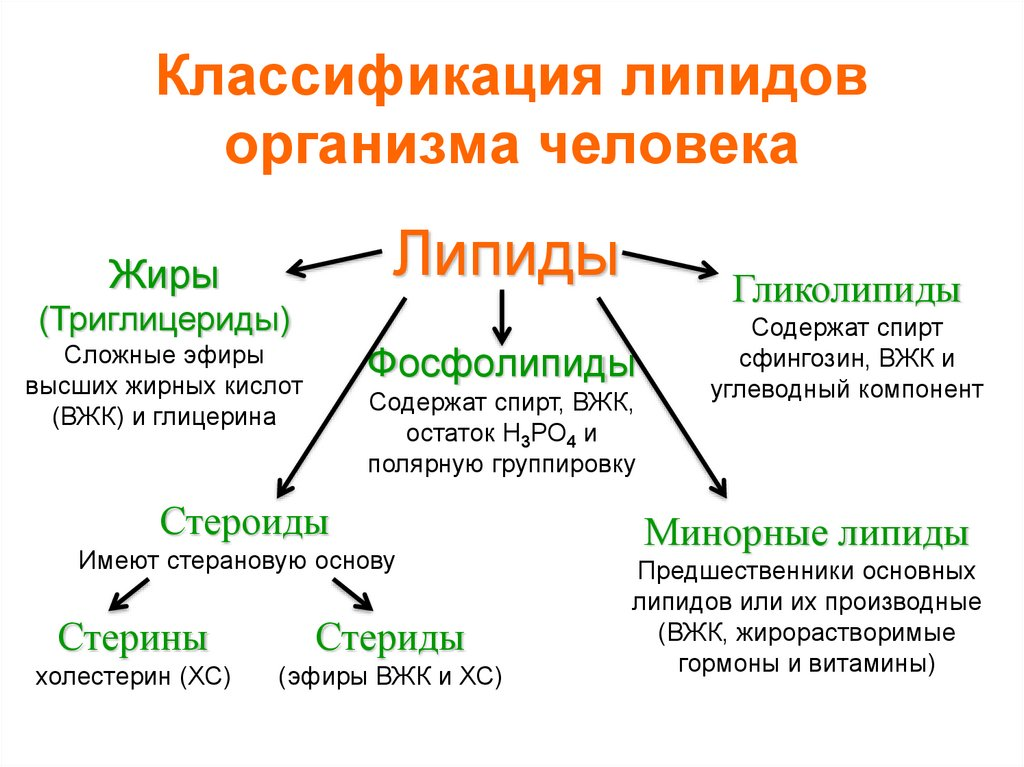 Классификация липидов
организма человека
Липиды
Жиры
(Триглицериды)
Сложные эфиры
высших жирных кислот
(ВЖК) и глицерина
Фосфолипиды
Содержат спирт, ВЖК,
остаток H₃PO₄ и
полярную группировку
Гликолипиды
Содержат спирт
сфингозин, ВЖК и
углеводный компонент
Стероиды
Имеют стерановую основу
Стерины
холестерин (ХС)
Стериды
(эфиры ВЖК и ХС)
Минорные липиды
Предшественники основных
липидов или их производные
(ВЖК, жирорастворимые
гормоны и витамины)